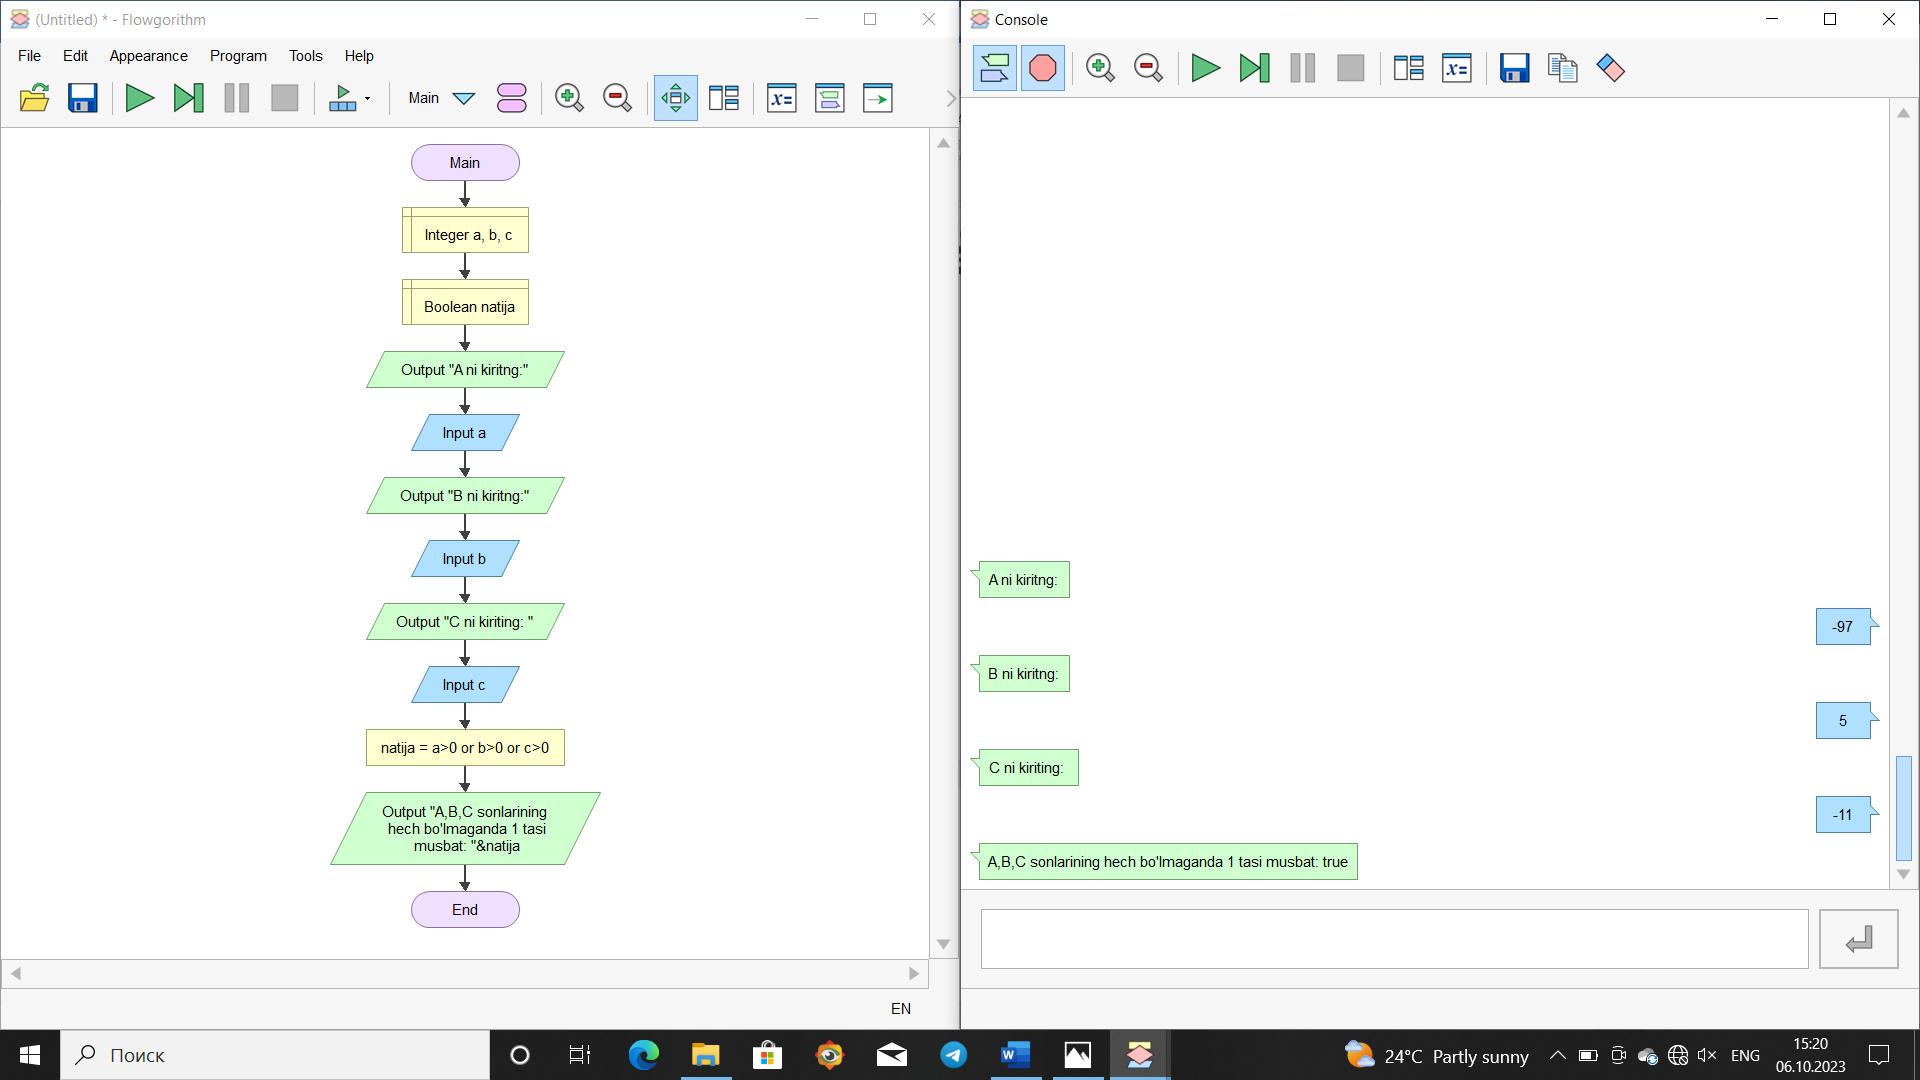 (Untitled) * - Flowgorithm
File Edit Appearance Program Tools Help
Main
Main
Integer a, b, c
Boolean natija
Output "A ni kiritng:"
Input a
Output "B ni kiritng:"
Input b
Output "C ni kiriting: "
Input c
natija = a>0 or b>0 or c>0
Output "A,B,C sonlarining
hech bo'lmaganda 1 tasi
musbat: "&natija
End
EN
Console
x=
A ni kiritng:
-97
B ni kiritng:
5
C ni kiriting:
-11
A,B,C sonlarining hech bo'lmaganda 1 tasi musbat: true
Поиск
24°C Partly sunny
ENG
15:20
06.10.2023